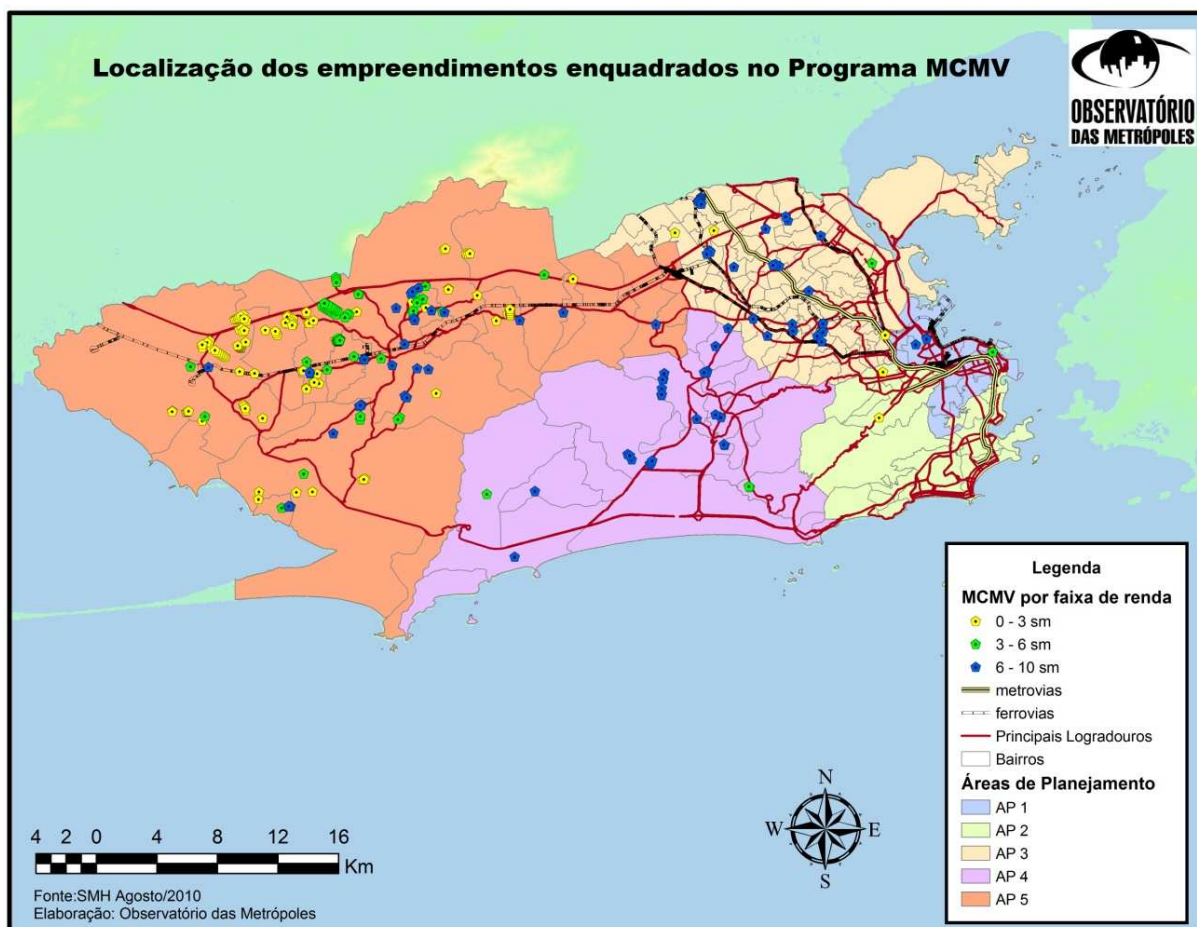 Localização dos empreendimentos enquadrados no Programa MCMV
OBSERVATÓRIO
DAS METRÓPOLES
Legenda
MCMV por faixa de renda
0 - 3 sm
3 - 6 sm
6 - 10 sm
metrovias
ferrovias
Principais Logradouros
Bairros
Áreas de Planejamento
AP 1
AP 2
AP 3
AP 4
AP 5
N
W E
S
4 2 0 4 8 12 16
Km
Fonte:SMH Agosto/2010
Elaboração: Observatório das Metrópoles